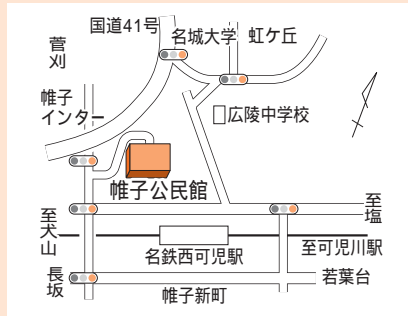 国道41号
名城大学
虹ケ丘
菅刈
帷子
インター
広陵中学校
帷子公民館
至犬山
至塩
名鉄西可児駅
至可児川駅
長坂
帷子新町
若葉台